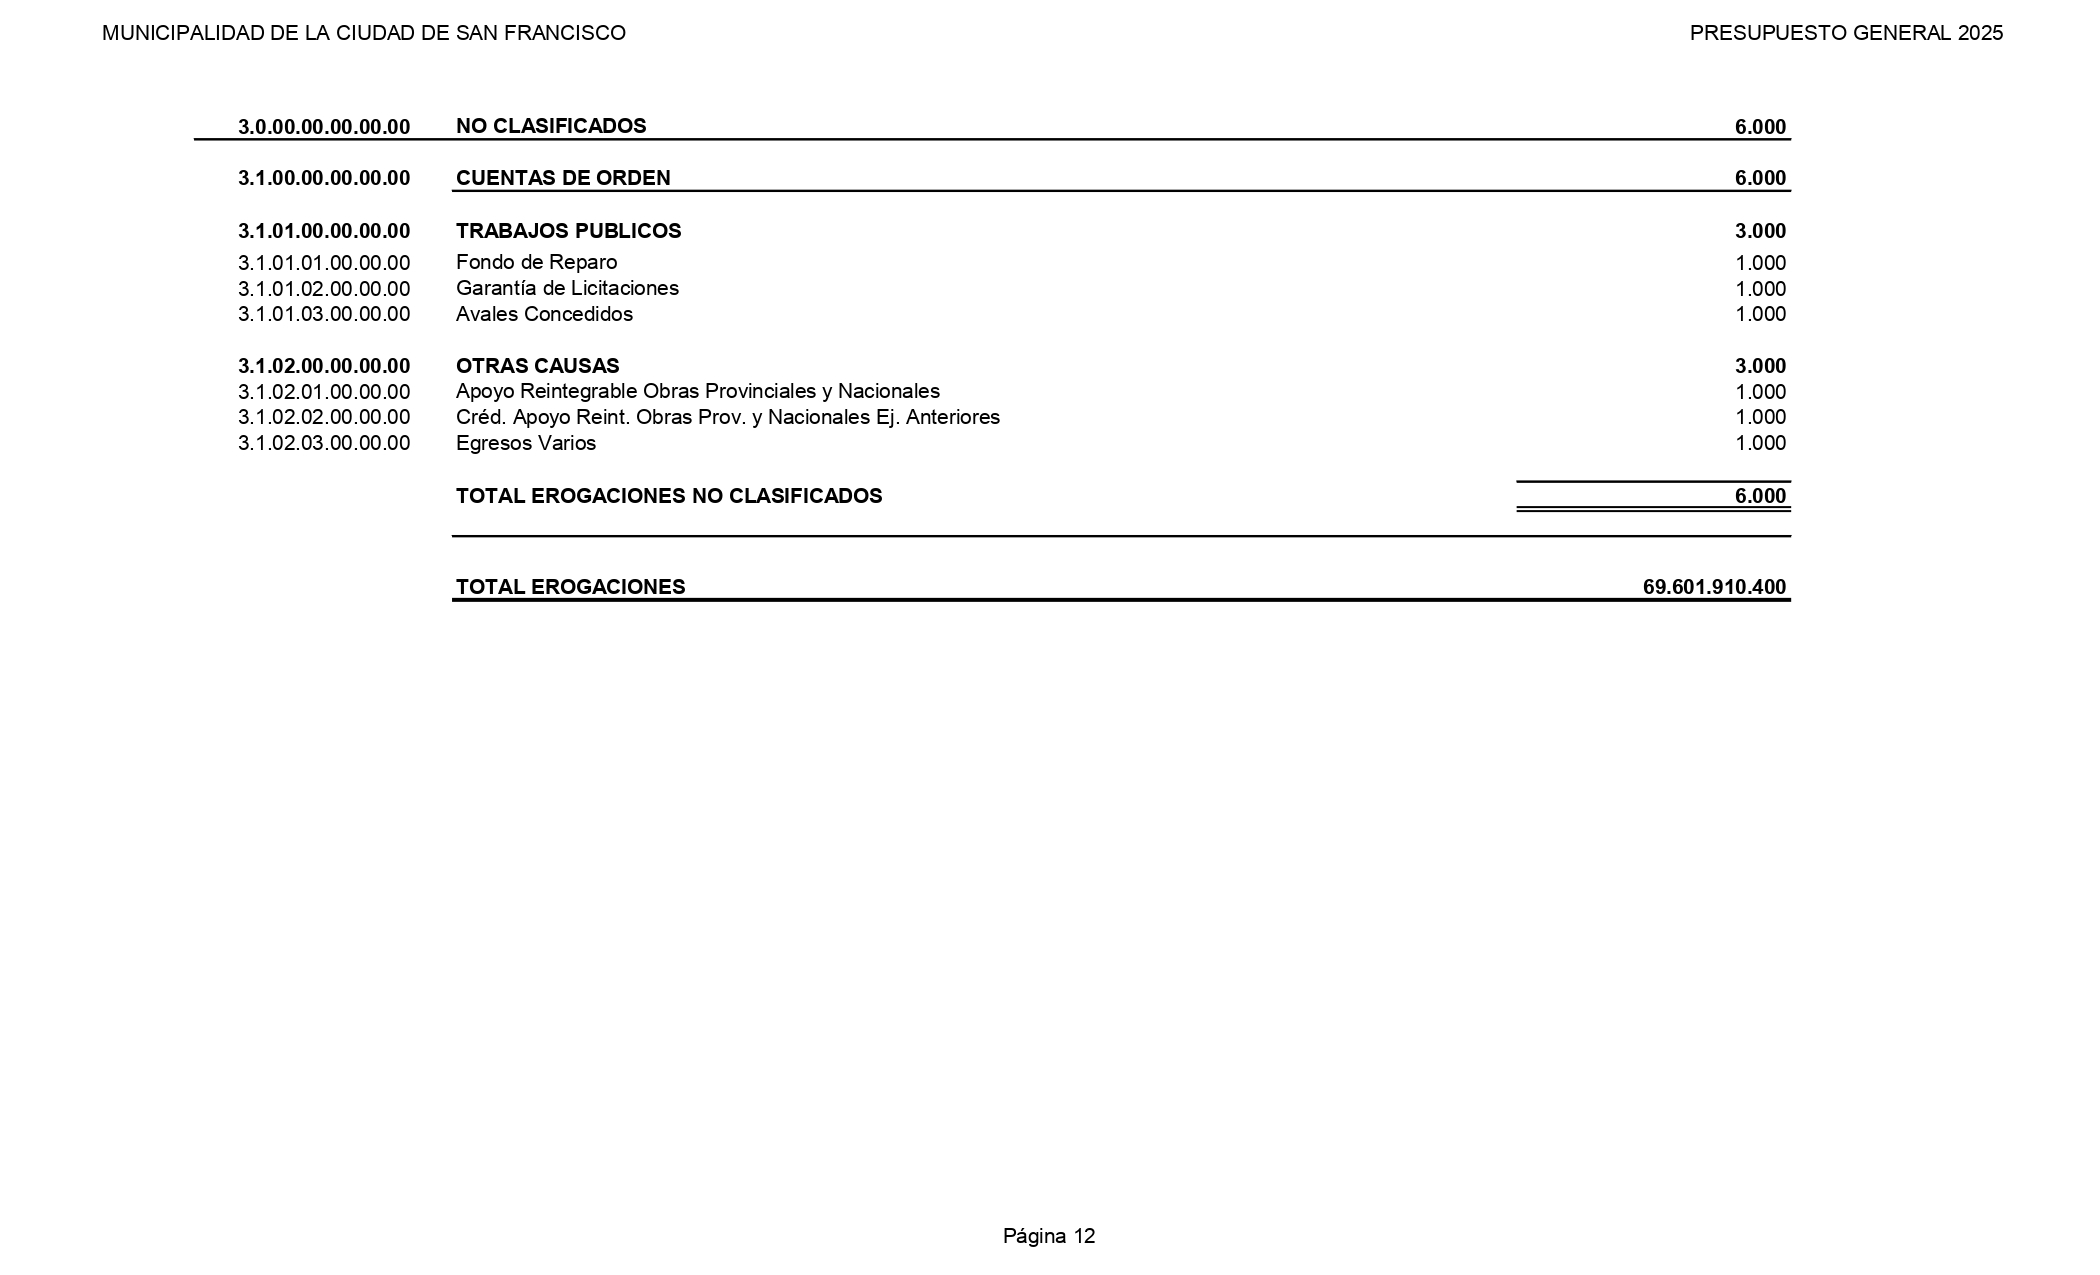 MUNICIPALIDAD DE LA CIUDAD DE SAN FRANCISCO PRESUPUESTO GENERAL 2025
3.0.00.00.00.00.00 NO CLASIFICADOS 6.000
3.1.00.00.00.00.00 CUENTAS DE ORDEN 6.000
3.1.01.00.00.00.00 TRABAJOS PUBLICOS 3.000
3.1.01.01.00.00.00 Fondo de Reparo 1.000
3.1.01.02.00.00.00 Garantía de Licitaciones 1.000
3.1.01.03.00.00.00 Avales Concedidos 1.000
3.1.02.00.00.00.00 OTRAS CAUSAS 3.000
3.1.02.01.00.00.00 Apoyo Reintegrable Obras Provinciales y Nacionales 1.000
3.1.02.02.00.00.00 Créd. Apoyo Reint. Obras Prov. y Nacionales Ej. Anteriores 1.000
3.1.02.03.00.00.00 Egresos Varios 1.000
TOTAL EROGACIONES NO CLASIFICADOS 6.000
TOTAL EROGACIONES 69.601.910.400
Página 12